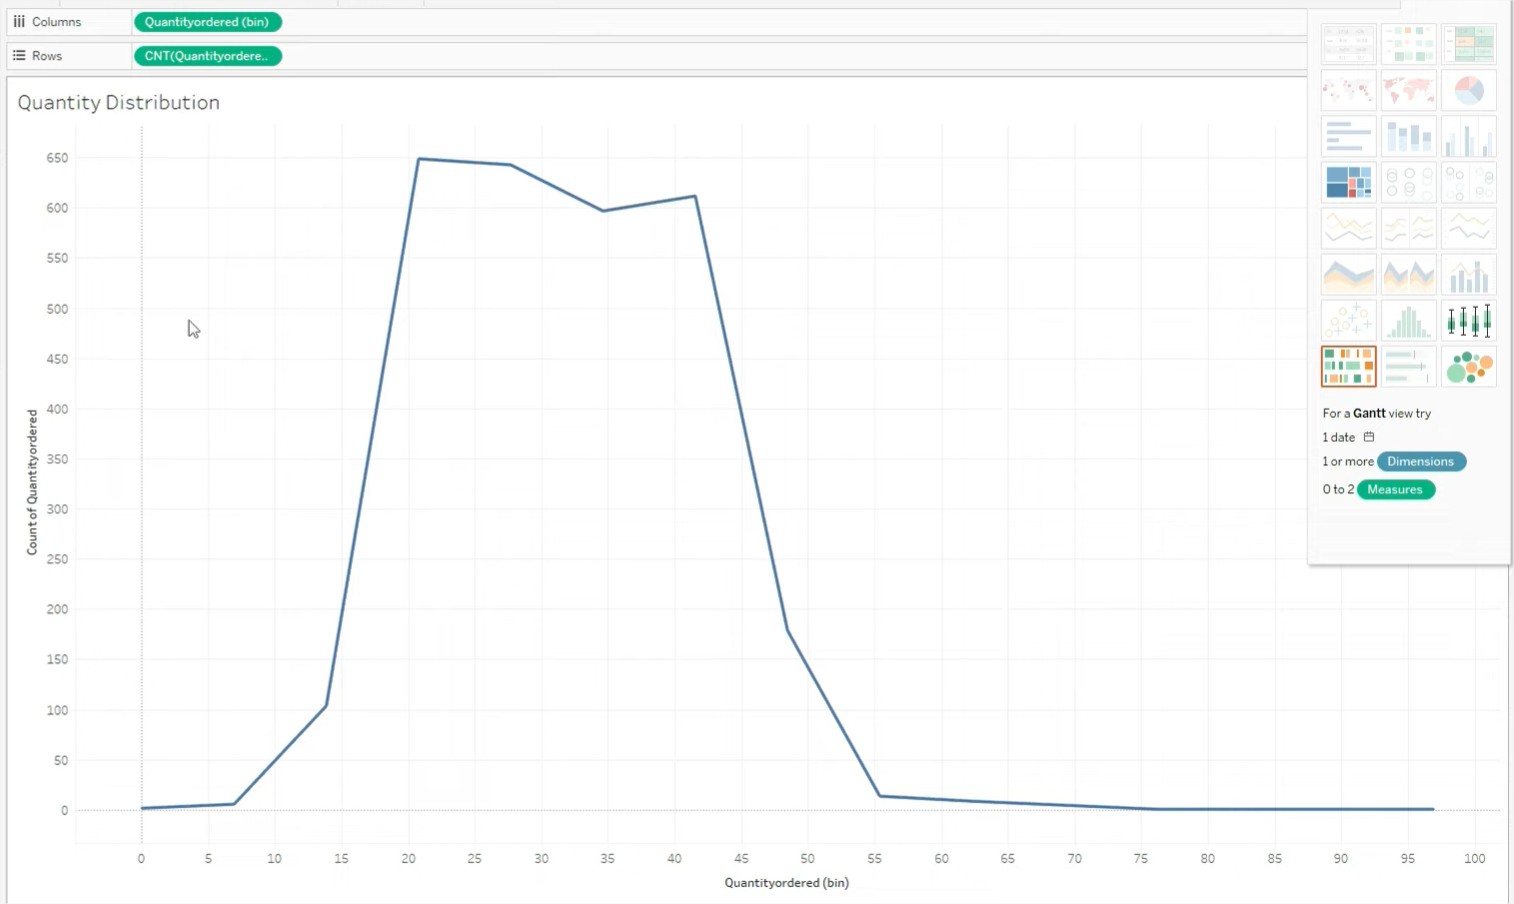 Columns
Quantityordered (bin)
Rows
CNT(Quantityordere..
Quantity Distribution
650
600
550
500
450
400
350
300
250
200
150
100
50
0
Count of Quantityordered
0 5 10 15 20 25 30 35 40 45 50 55 60 65 70 75 80 85 90 95 100
Quantityordered (bin)
For a Gantt view try
1 date
1 or more Dimensions
0 to 2 Measures